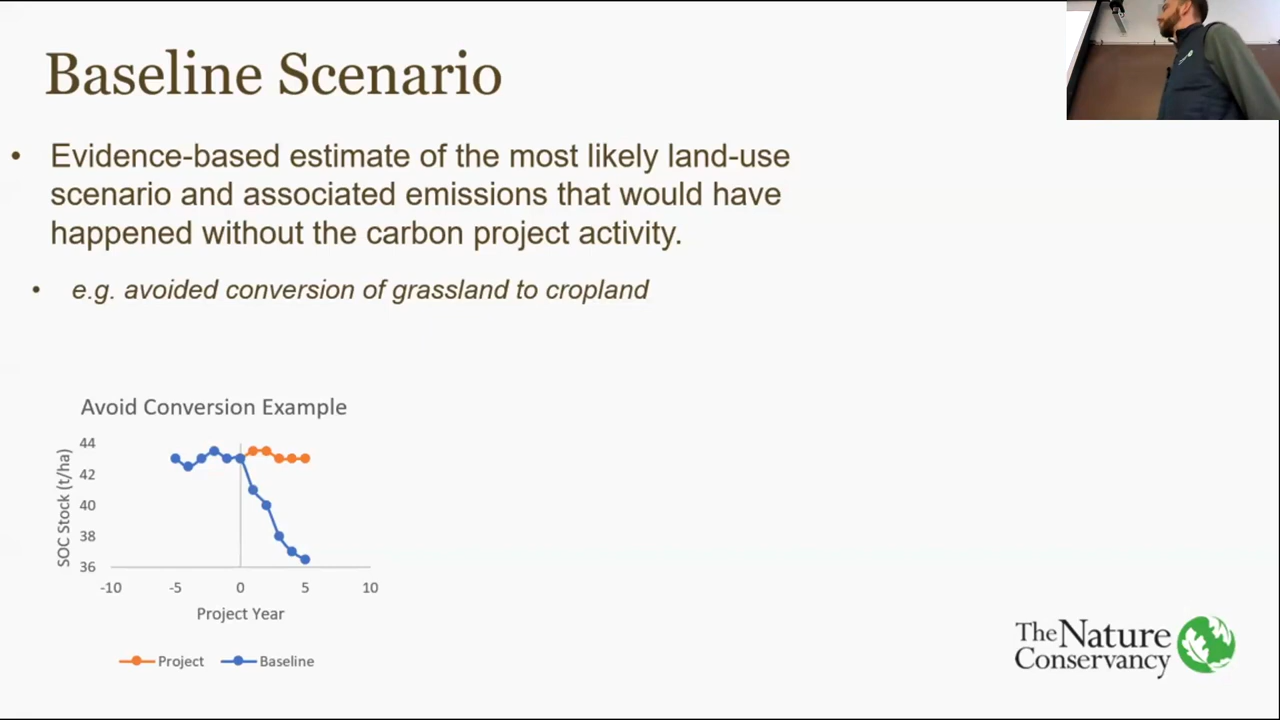 Baseline Scenario
• Evidence-based estimate of the most likely land-use
scenario and associated emissions that would have
happened without the carbon project activity.
• e.g. avoided conversion of grassland to cropland
Avoid Conversion Example
SOC Stock (t/ha)
44
42
40
38
36
-10 -5 0 5 10
Project Year
Project Baseline
The Nature
Conservancy